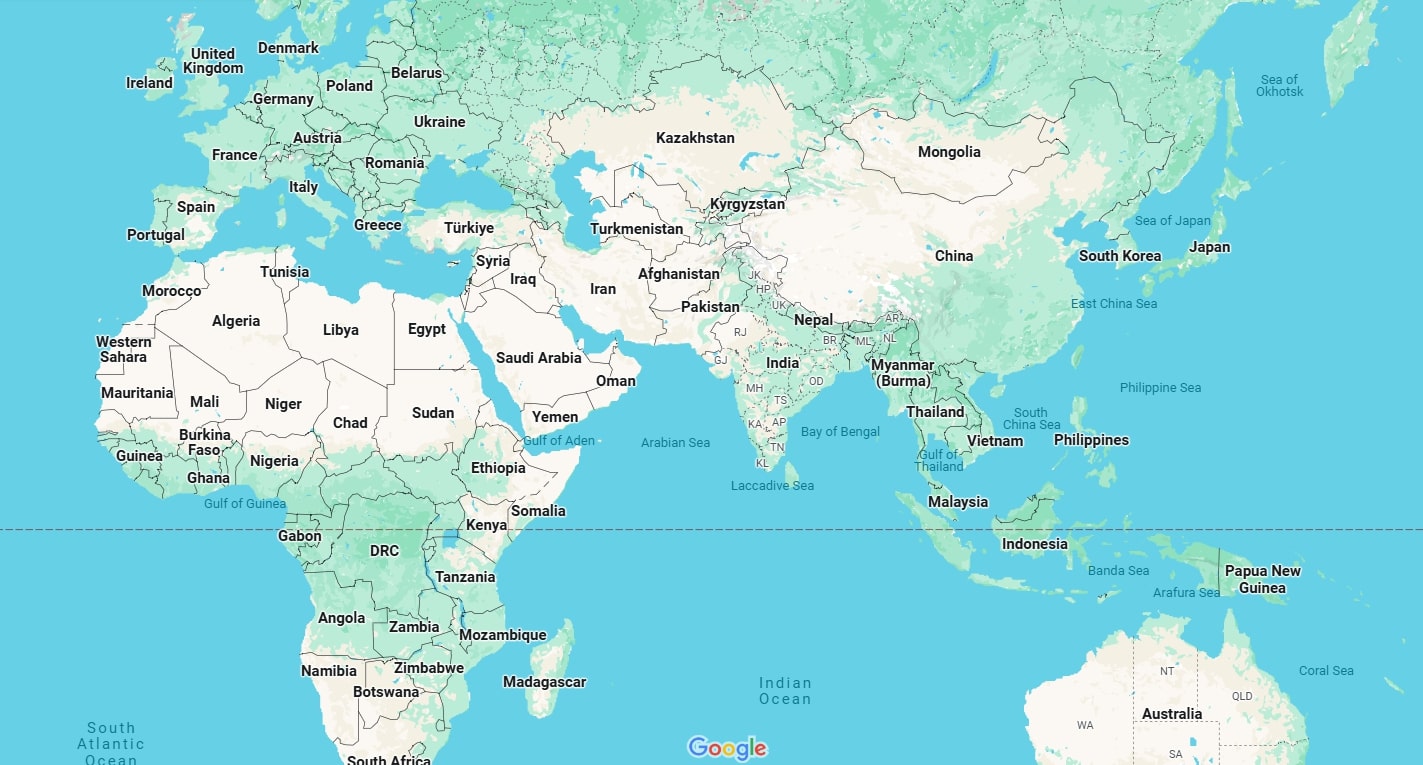 Denmark
United
Kingdom
Ireland
Belarus
Poland
Germany
Sea of
Okhotsk
Ukraine
Austria
Kazakhstan
France
Romania
Mongolia
Italy
Spain
Kyrgyzstan
Sea of Japan
Portugal
Greece
Türkiye
Turkmenistan
Japan
China
South Korea
Syria
Tunisia
Iraq
Afghanistan
JK
Morocco
Iran
HP
Pakistan
UK
East China Sea
Algeria
Libya
Egypt
Nepal
AR
RJ
Western
Sahara
BR
ML
NL
Saudi Arabia
GJ
India
Myanmar
(Burma)
Oman
OD
MH
Philippine Sea
Mauritania
Mali
Niger
TS
Chad
Sudan
Yemen
Thailand
South
China Sea
KA
AP
Bay of Bengal
Burkina
Faso
Gulf of Aden
Arabian Sea
TN
Vietnam
Philippines
Guinea
Nigeria
Ethiopia
KL
Gulf of
Thailand
Ghana
Laccadive Sea
Gulf of Guinea
Malaysia
Somalia
Kenya
Gabon
Indonesia
DRC
Banda Sea
Papua New
Guinea
Tanzania
Arafura Sea
Angola
Zambia
Mozambique
Namibia
Zimbabwe
NT
Coral Sea
Botswana
Madagascar
Indian
Ocean
QLD
Australia
WA
South
Atlantic
Ocean
Google
SA
South Africa